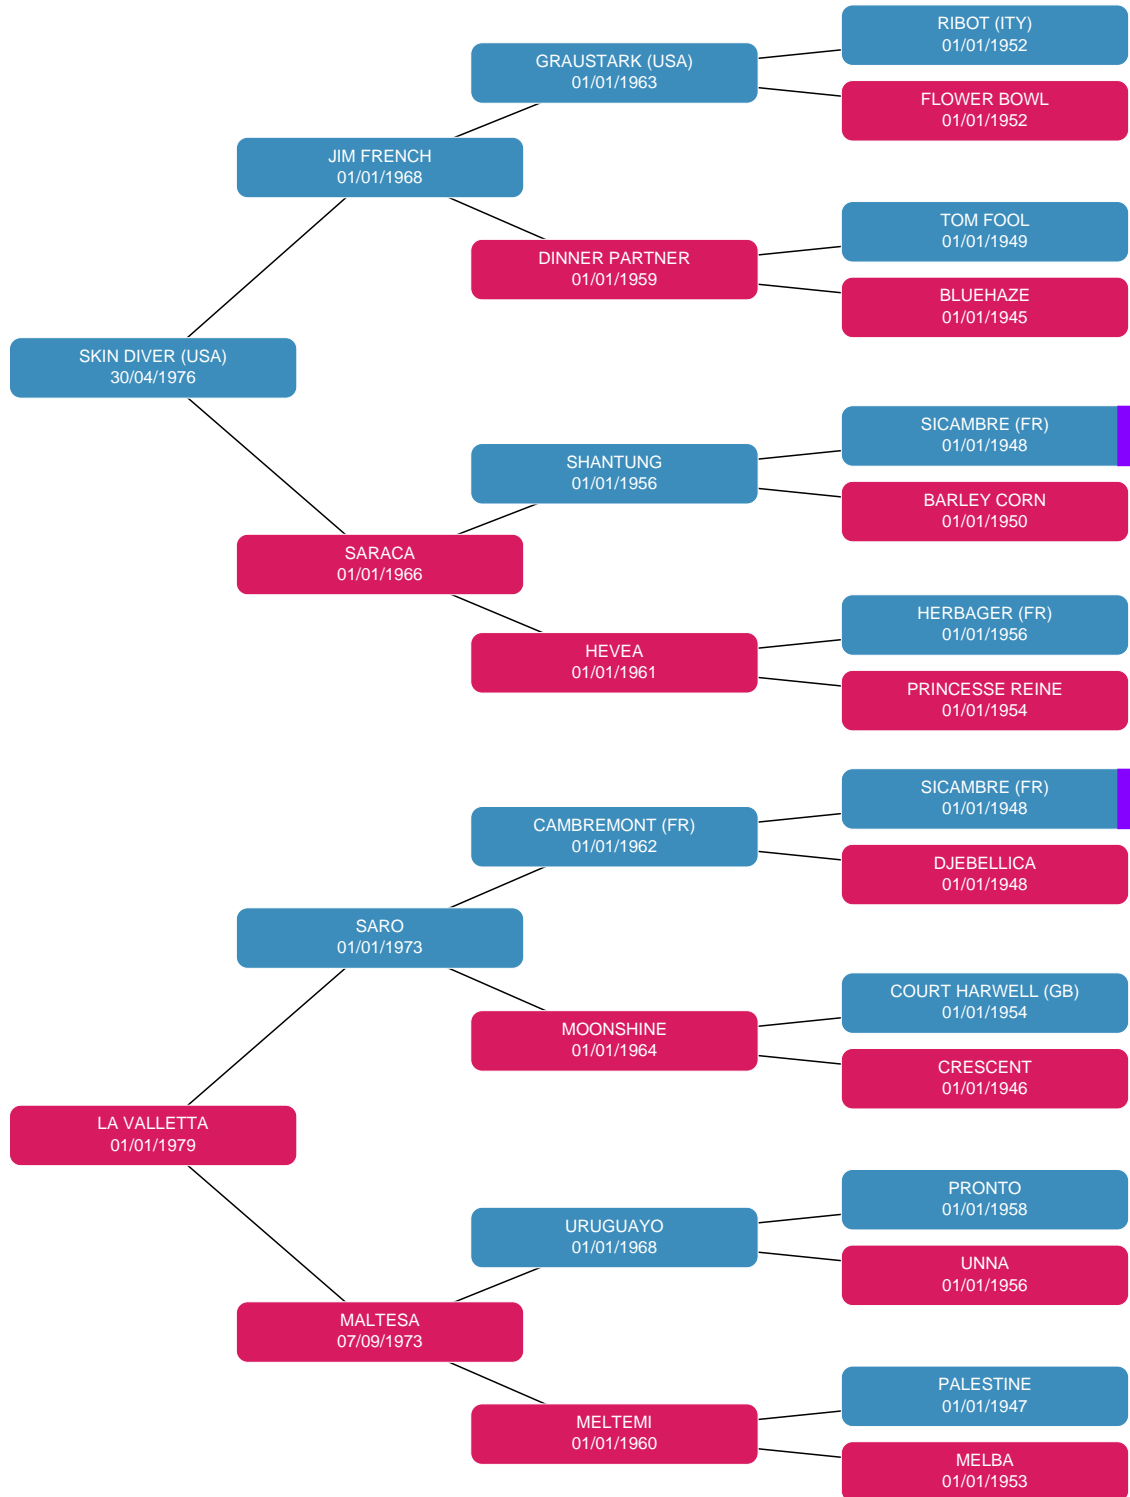 RIBOT (ITY)
01/01/1952
GRAUSTARK (USA)
01/01/1963
FLOWER BOWL
01/01/1952
JIM FRENCH
01/01/1968
TOM FOOL
01/01/1949
DINNER PARTNER
01/01/1959
BLUEHAZE
01/01/1945
SKIN DIVER (USA)
30/04/1976
SICAMBRE (FR)
01/01/1948
SHANTUNG
01/01/1956
BARLEY CORN
01/01/1950
SARACA
01/01/1966
HERBAGER (FR)
01/01/1956
HEVEA
01/01/1961
PRINCESSE REINE
01/01/1954
SICAMBRE (FR)
01/01/1948
CAMBREMONT (FR)
01/01/1962
DJEBELLICA
01/01/1948
SARO
01/01/1973
COURT HARWELL (GB)
01/01/1954
MOONSHINE
01/01/1964
CRESCENT
01/01/1946
LA VALLETTA
01/01/1979
PRONTO
01/01/1958
URUGUAYO
01/01/1968
UNNA
01/01/1956
MALTESA
07/09/1973
PALESTINE
01/01/1947
MELTEMI
01/01/1960
MELBA
01/01/1953